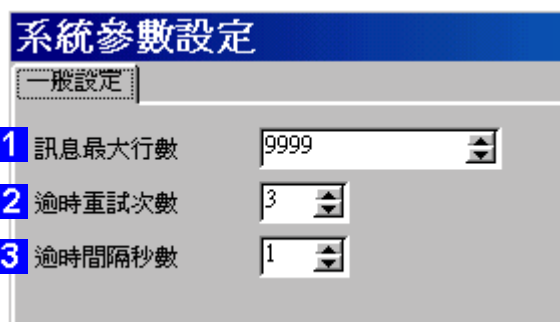 系統參數設定
一般設定
1 訊息最大行數 9999
2 逾時重試次數 3
3 逾時間隔秒數 1